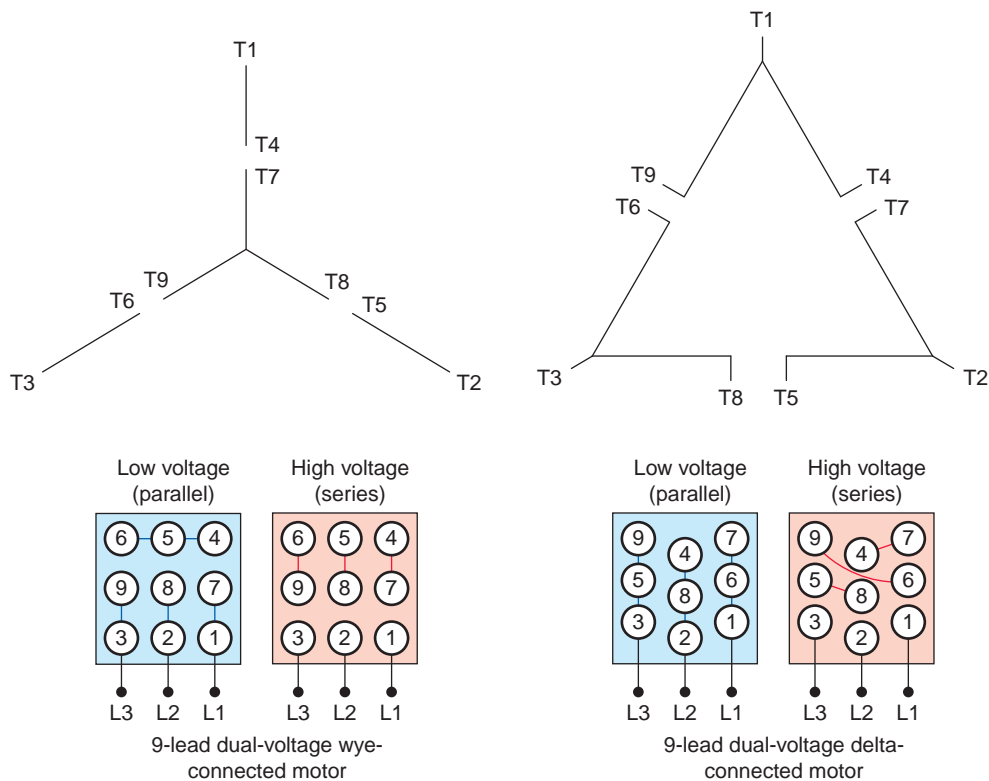 T1
T4
T7
T9
T6
T8
T5
T3
T2
T1
T9
T6
T4
T7
T3
T8
T5
T2
Low voltage
(parallel)
High voltage
(series)
6 5 4
9 8 7
3 2 1
L3 L2 L1
6 5 4
9 8 7
3 2 1
L3 L2 L1
9-lead dual-voltage wye-
connected motor
Low voltage
(parallel)
High voltage
(series)
9 4 7
5 8 6
3 2 1
L3 L2 L1
9 4 7
5 8 6
3 2 1
L3 L2 L1
9-lead dual-voltage delta-
connected motor